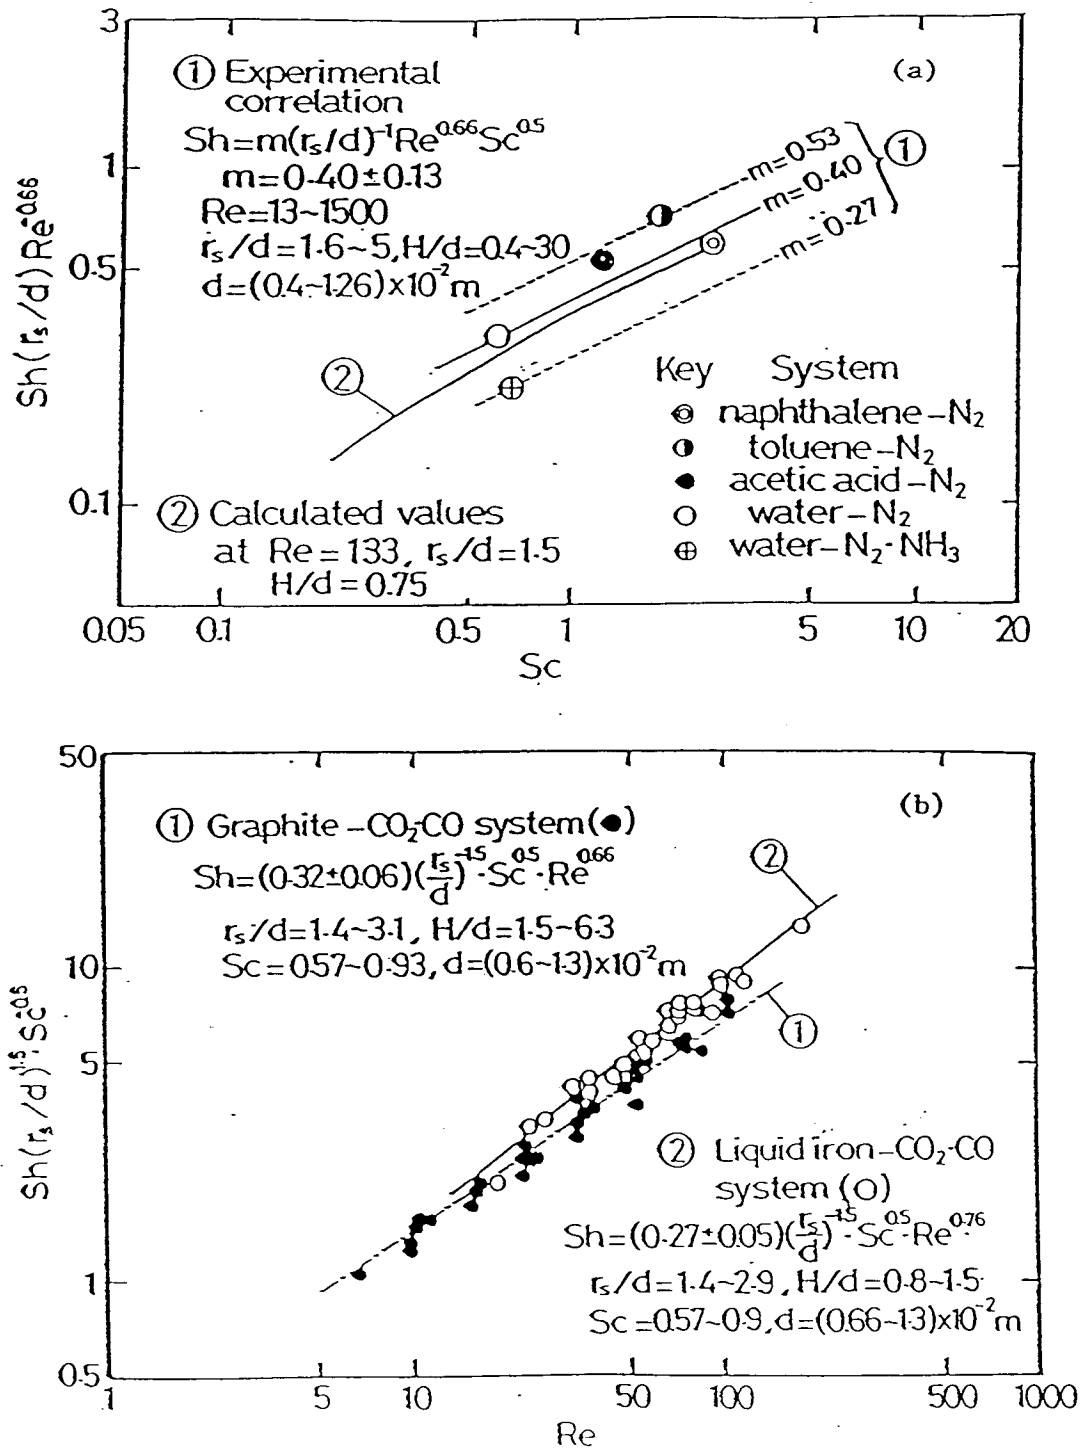 3
① Experimental (a)
correlation
Sh=m(rₛ/d)⁻¹Re⁰·⁶⁶Sc⁰·⁵
m=0.40±0.13
Re=13~1500
rₛ/d=1.6~5, H/d=0.4~30
d=(0.4~1.26)×10⁻²m
m=0.53
m=0.40
m=0.27
①
1
0.5
0.1
Sh(rₛ/d)Re⁻⁰·⁶⁶
②
Key System
naphthalene–N₂
toluene–N₂
acetic acid–N₂
water–N₂
water–N₂·NH₃
② Calculated values
at Re=133, rₛ/d=1.5
H/d=0.75
0.05 0.1 0.5 1 5 10 20
Sc
50
① Graphite–CO₂·CO system(●) (b)
Sh=(0.32±0.06)(rₛ/d)⁻¹·⁵·Sc⁰·⁵·Re⁰·⁶⁶
rₛ/d=1.4~3.1, H/d=1.5~6.3
Sc=0.57~0.93, d=(0.6~1.3)×10⁻²m
②
①
10
5
1
0.5
Sh(rₛ/d)¹·⁵·Sc⁻⁰·⁵
② Liquid iron–CO₂·CO
system (O)
Sh=(0.27±0.05)(rₛ/d)⁻¹·⁵·Sc⁰·⁵·Re⁰·⁷⁶
rₛ/d=1.4~2.9, H/d=0.8~1.5
Sc=0.57~0.9, d=(0.66~1.3)×10⁻²m
1 5 10 50 100 500 1000
Re